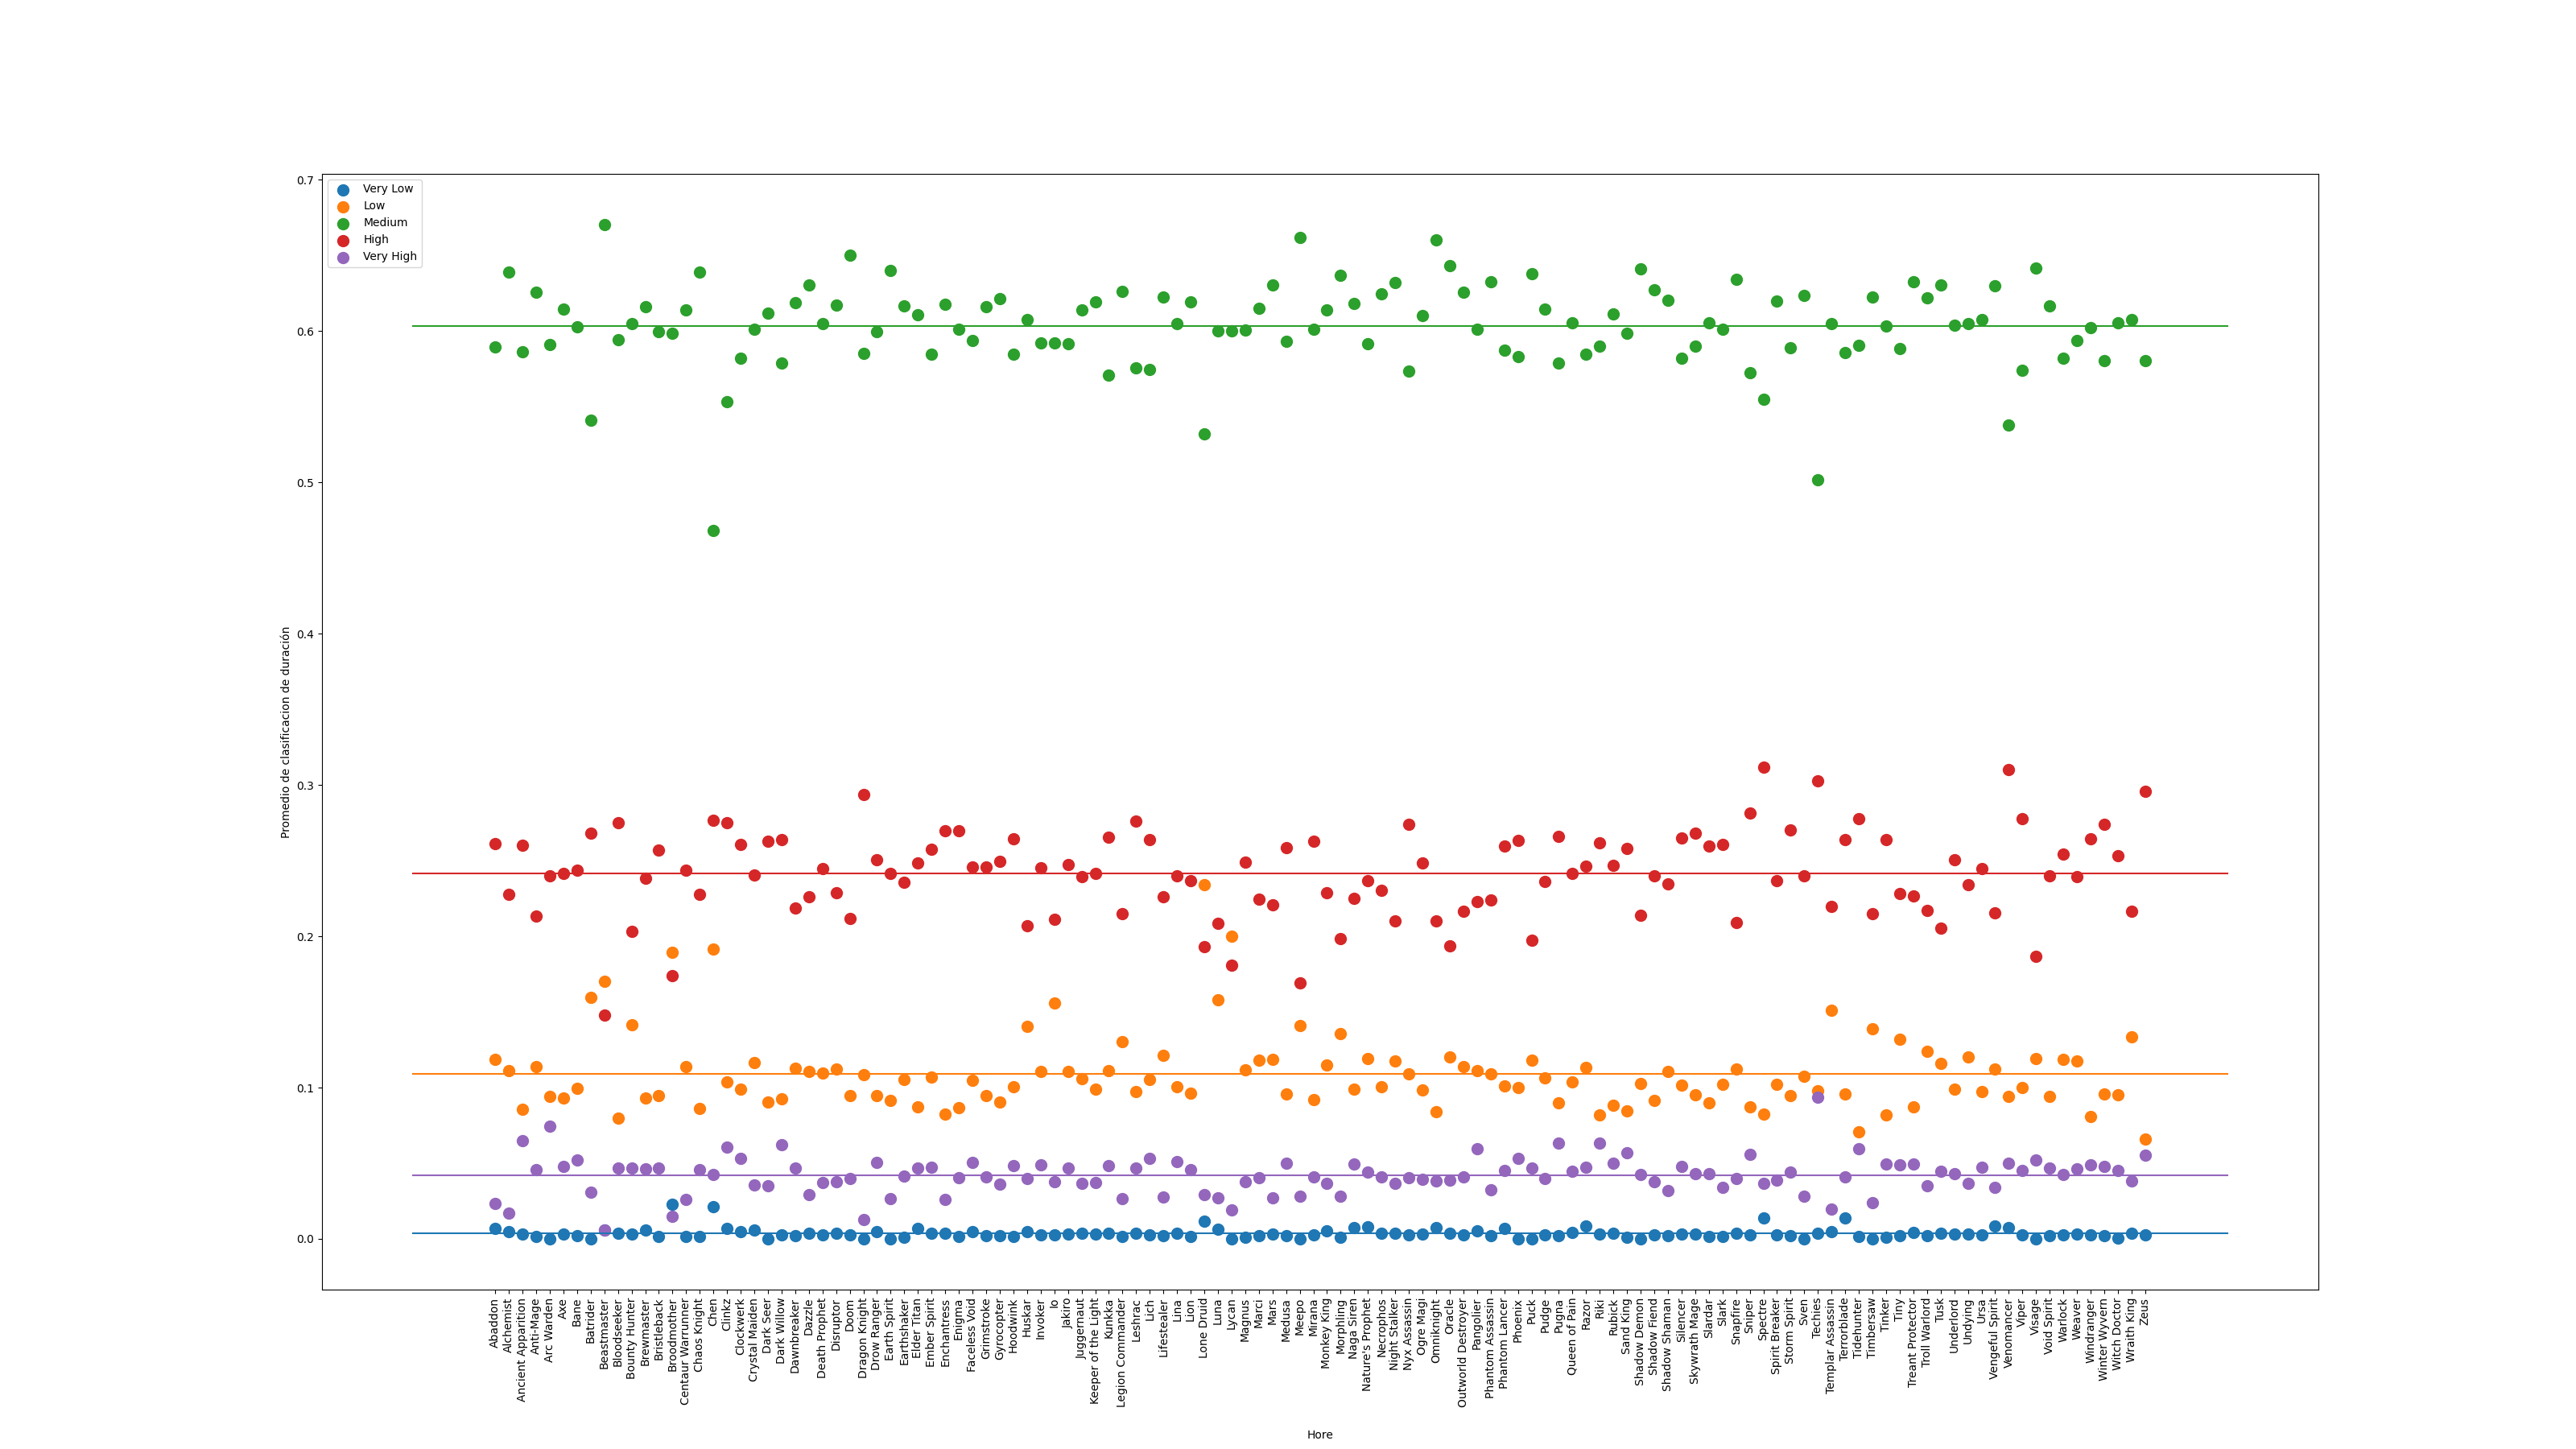 Very Low
Low
Medium
High
Very High
0.7
0.6
0.5
0.4
0.3
0.2
0.1
0.0
Promedio de clasificacion de duración
Abaddon
Alchemist
Ancient Apparition
Anti-Mage
Arc Warden
Axe
Bane
Batrider
Beastmaster
Bloodseeker
Bounty Hunter
Brewmaster
Bristleback
Broodmother
Centaur Warrunner
Chaos Knight
Chen
Clinkz
Clockwerk
Crystal Maiden
Dark Seer
Dark Willow
Dawnbreaker
Dazzle
Death Prophet
Disruptor
Doom
Dragon Knight
Drow Ranger
Earth Spirit
Earthshaker
Elder Titan
Ember Spirit
Enchantress
Enigma
Faceless Void
Grimstroke
Gyrocopter
Hoodwink
Huskar
Invoker
Io
Jakiro
Juggernaut
Keeper of the Light
Kunkka
Legion Commander
Leshrac
Lich
Lifestealer
Lina
Lion
Lone Druid
Luna
Lycan
Magnus
Marci
Mars
Medusa
Meepo
Mirana
Monkey King
Morphling
Naga Siren
Nature's Prophet
Necrophos
Night Stalker
Nyx Assassin
Ogre Magi
Omniknight
Oracle
Outworld Destroyer
Pangolier
Phantom Assassin
Phantom Lancer
Phoenix
Puck
Pudge
Pugna
Queen of Pain
Razor
Riki
Rubick
Sand King
Shadow Demon
Shadow Fiend
Shadow Shaman
Silencer
Skywrath Mage
Slardar
Slark
Snapfire
Sniper
Spectre
Spirit Breaker
Storm Spirit
Sven
Techies
Templar Assassin
Terrorblade
Tidehunter
Timbersaw
Tinker
Tiny
Treant Protector
Troll Warlord
Tusk
Underlord
Undying
Ursa
Vengeful Spirit
Venomancer
Viper
Visage
Void Spirit
Warlock
Weaver
Windranger
Winter Wyvern
Witch Doctor
Wraith King
Zeus
Hore